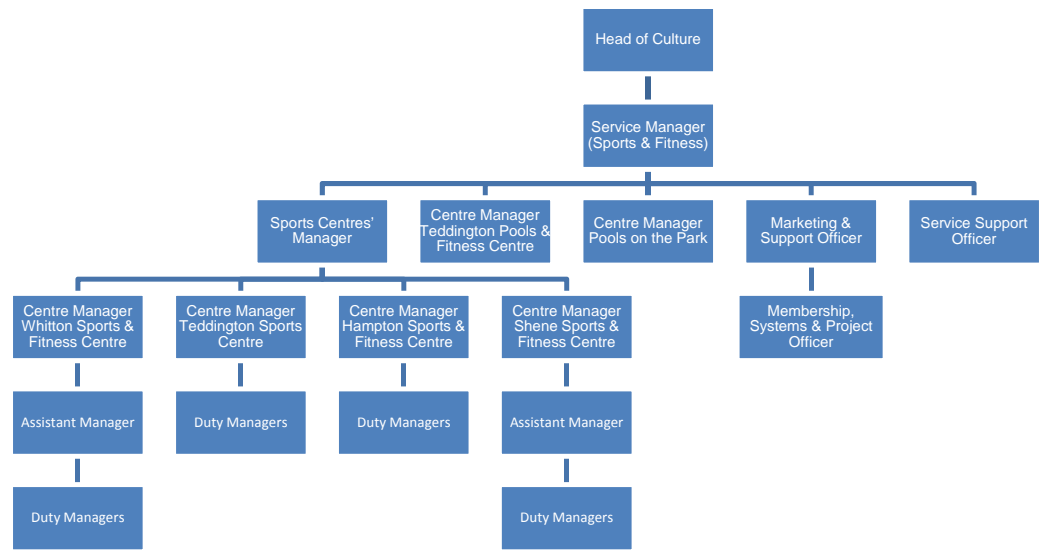 Head of Culture
Service Manager
(Sports & Fitness)
Sports Centres’
Manager
Centre Manager
Teddington Pools &
Fitness Centre
Centre Manager
Pools on the Park
Marketing &
Support Officer
Service Support
Officer
Centre Manager
Whitton Sports &
Fitness Centre
Centre Manager
Teddington Sports
Centre
Centre Manager
Hampton Sports &
Fitness Centre
Centre Manager
Shene Sports &
Fitness Centre
Membership,
Systems & Project
Officer
Assistant Manager
Duty Managers
Duty Managers
Assistant Manager
Duty Managers
Duty Managers